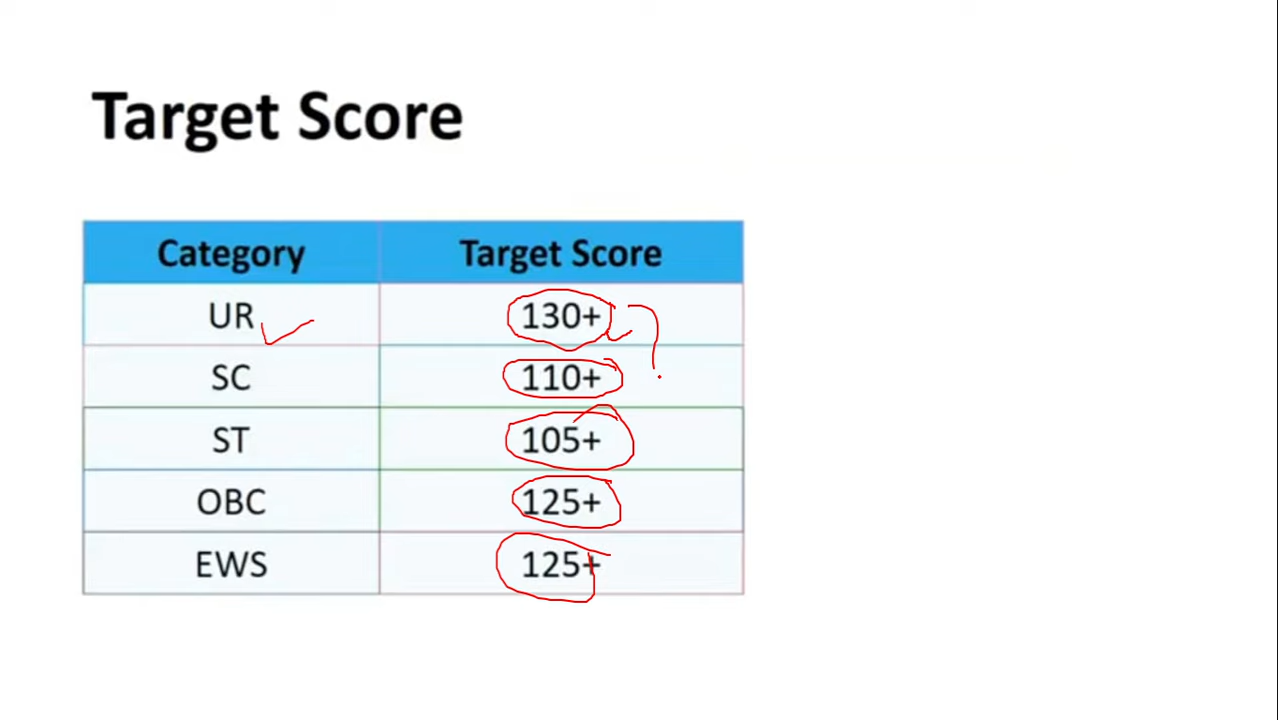 Target Score
Category Target Score
UR 130+
SC 110+
ST 105+
OBC 125+
EWS 125+